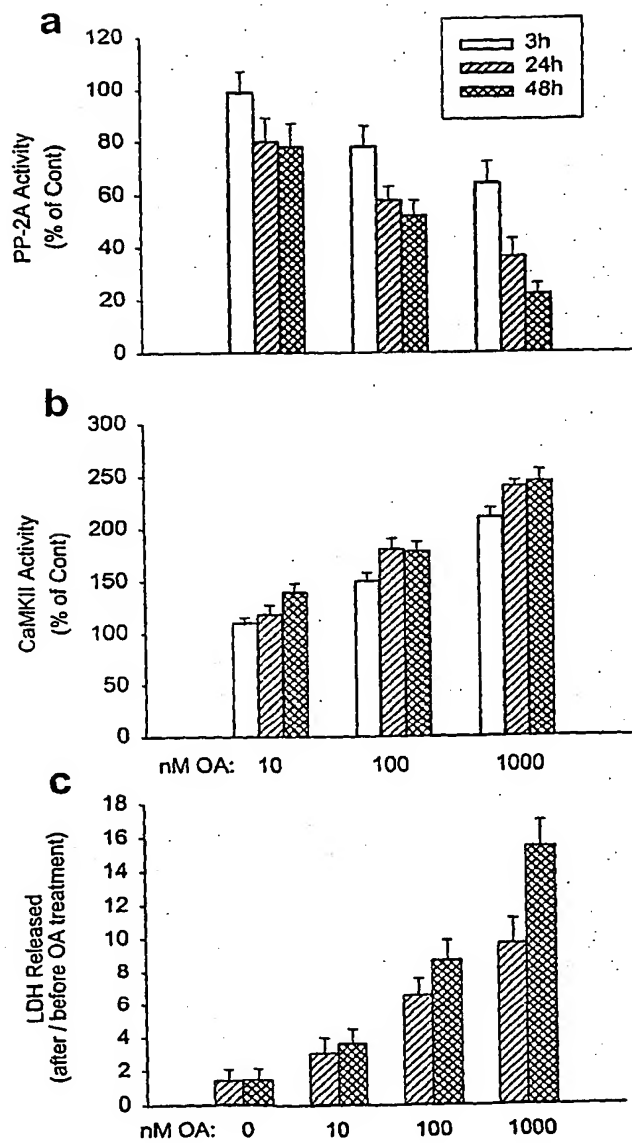 a
120
100
80
60
40
20
0
PP-2A Activity
(% of Cont)
3h
24h
48h
b
300
250
200
150
100
50
0
CaMKII Activity
(% of Cont)
nM OA: 10 100 1000
c
18
16
14
12
10
8
6
4
2
0
LDH Released
(after / before OA treatment)
nM OA: 0 10 100 1000